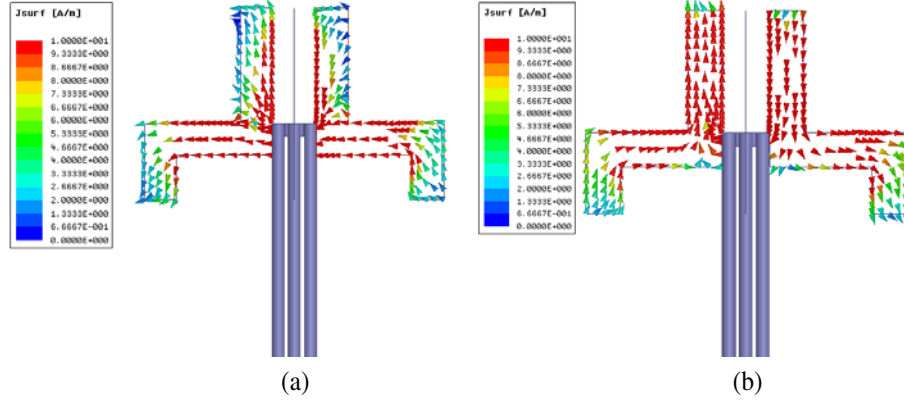 Jsurf [A/m]
1.0000E+001
9.3333E+000
8.6667E+000
8.0000E+000
7.3333E+000
6.6667E+000
6.0000E+000
5.3333E+000
4.6667E+000
4.0000E+000
3.3333E+000
2.6667E+000
2.0000E+000
1.3333E+000
6.6667E-001
0.0000E+000
(a)
Jsurf [A/m]
1.0000E+001
9.3333E+000
8.6667E+000
8.0000E+000
7.3333E+000
6.6667E+000
6.0000E+000
5.3333E+000
4.6667E+000
4.0000E+000
3.3333E+000
2.6667E+000
2.0000E+000
1.3333E+000
6.6667E-001
0.0000E+000
(b)